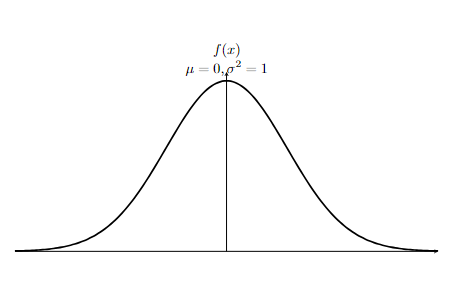 f(x)
μ = 0, σ² = 1